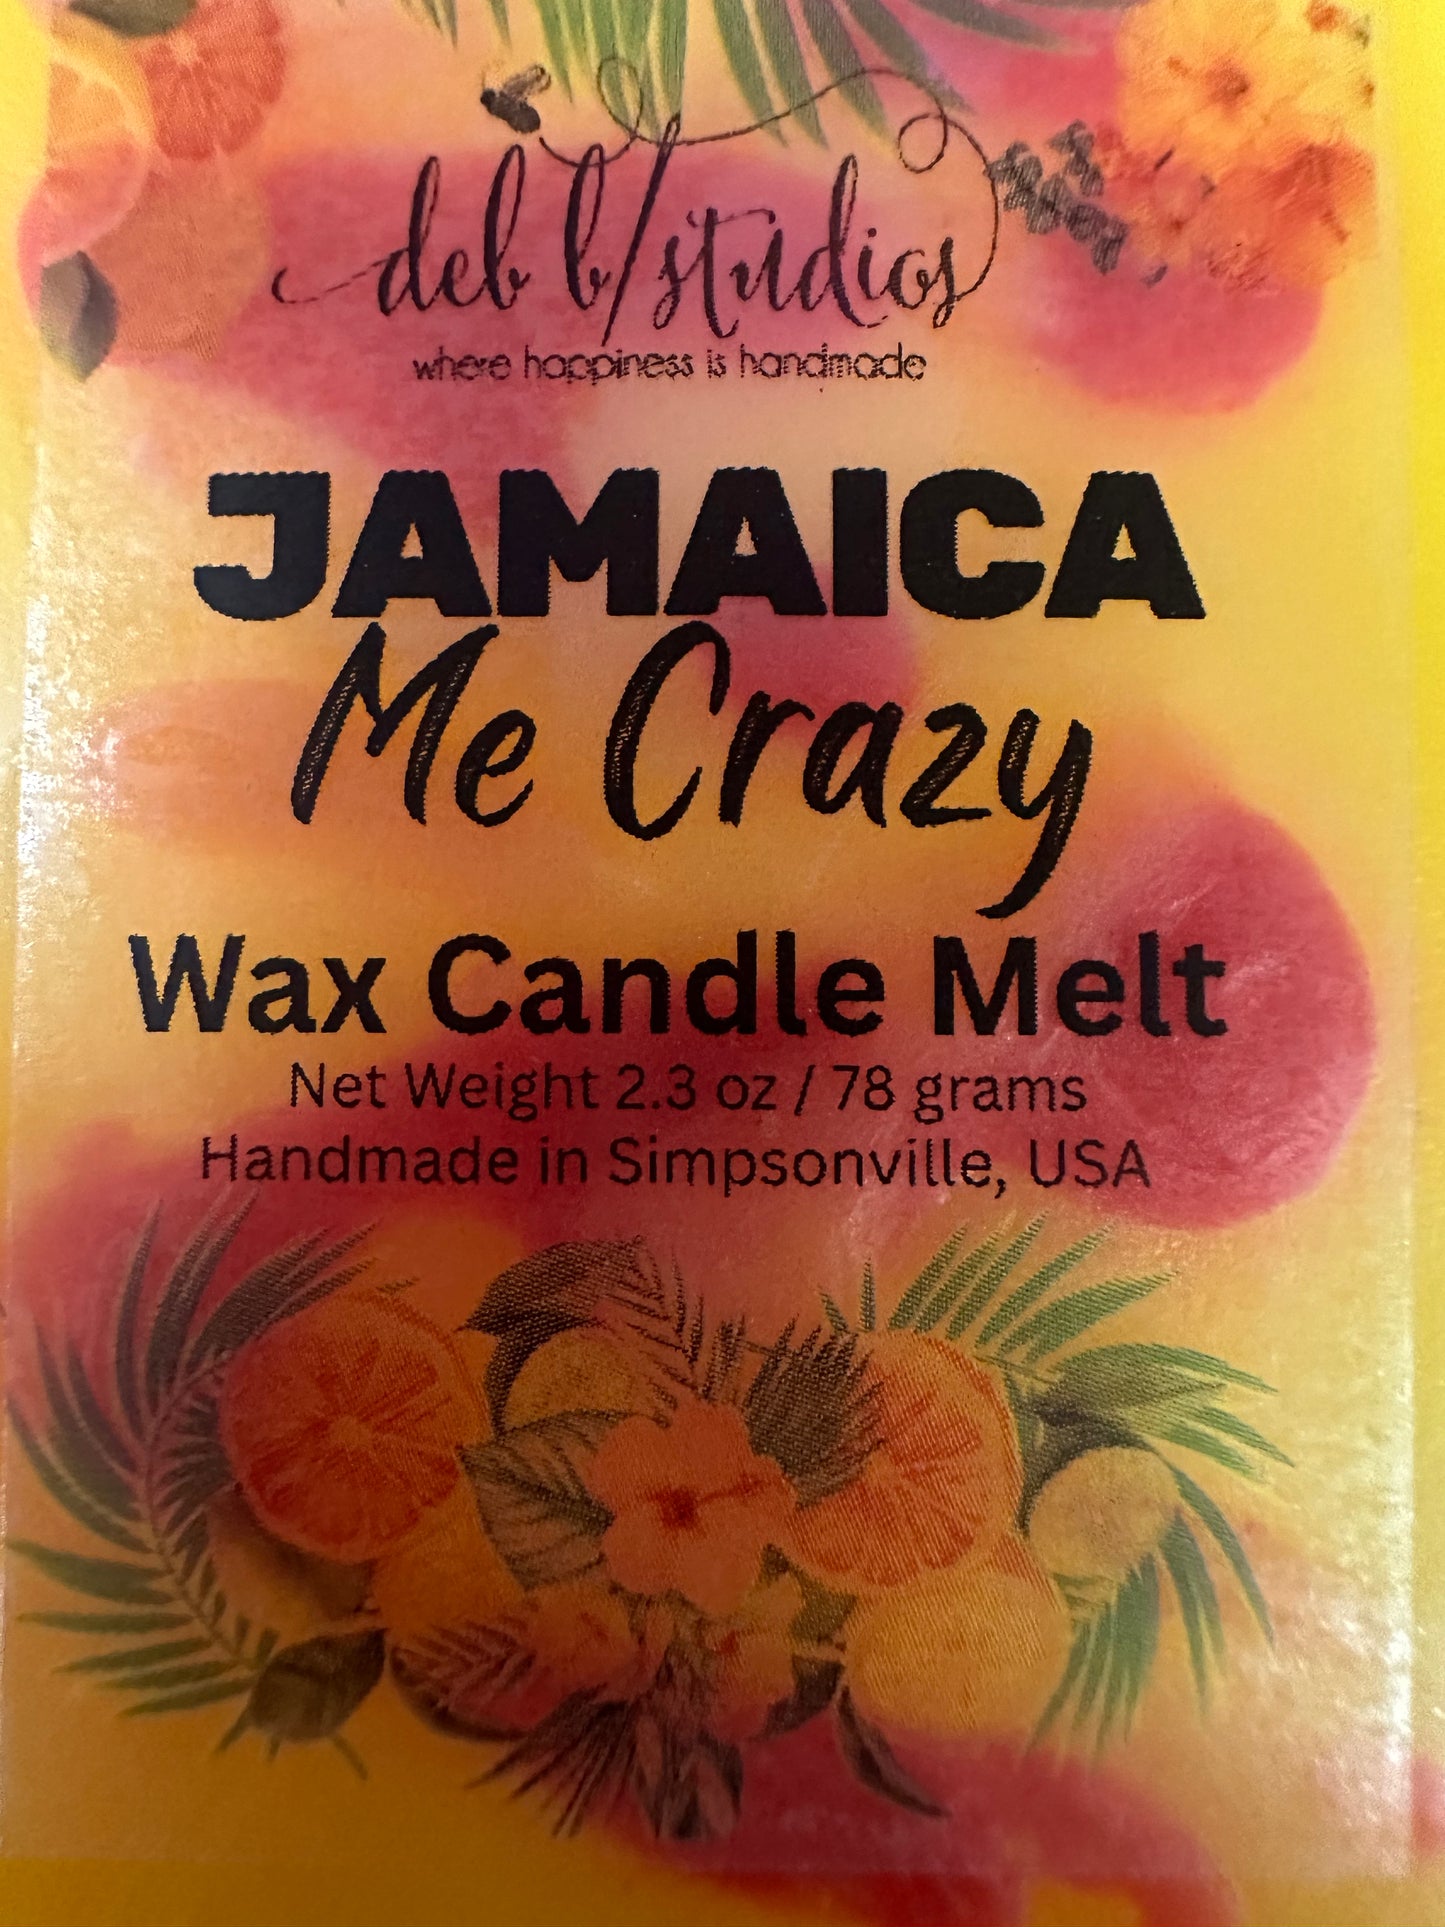 deb b/studios
where happiness is handmade
JAMAICA
Me Crazy
Wax Candle Melt
Net Weight 2.3 oz / 78 grams
Handmade in Simpsonville, USA